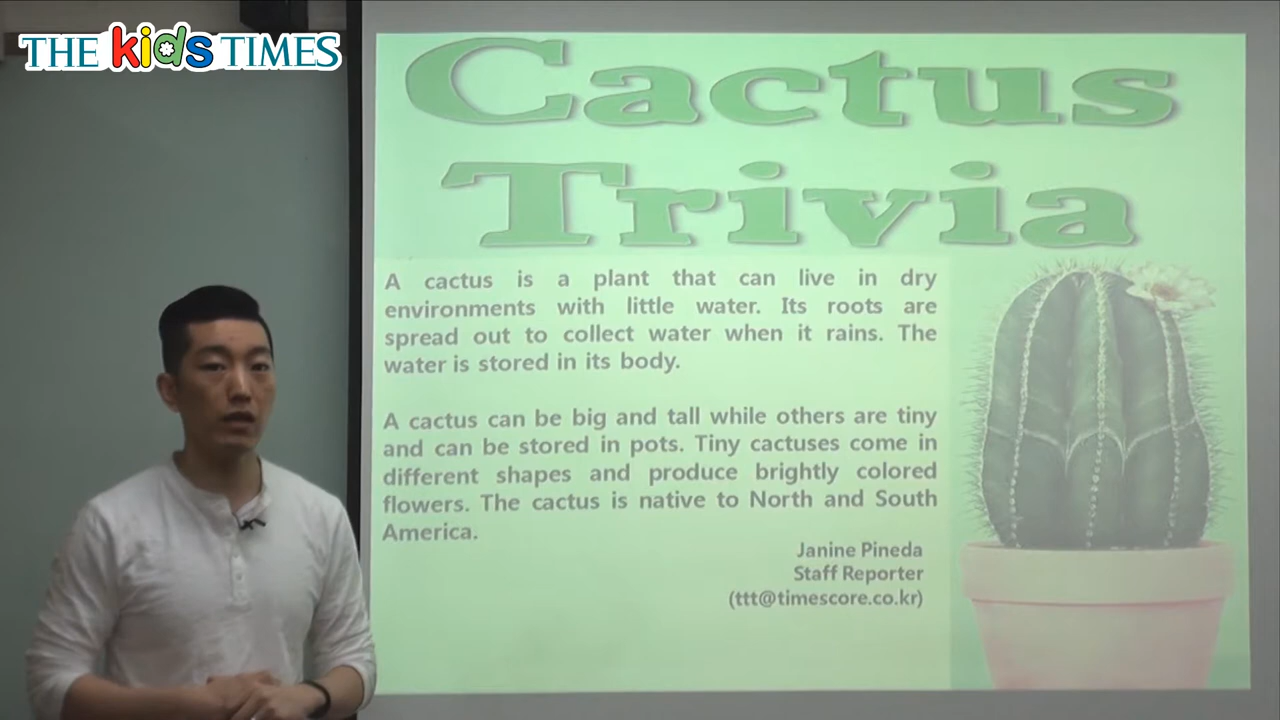 THE kids TIMES
Cactus
Trivia
A cactus is a plant that can live in dry
environments with little water. Its roots are
spread out to collect water when it rains. The
water is stored in its body.
A cactus can be big and tall while others are tiny
and can be stored in pots. Tiny cactuses come in
different shapes and produce brightly colored
flowers. The cactus is native to North and South
America.
Janine Pineda
Staff Reporter
(ttt@timescore.co.kr)